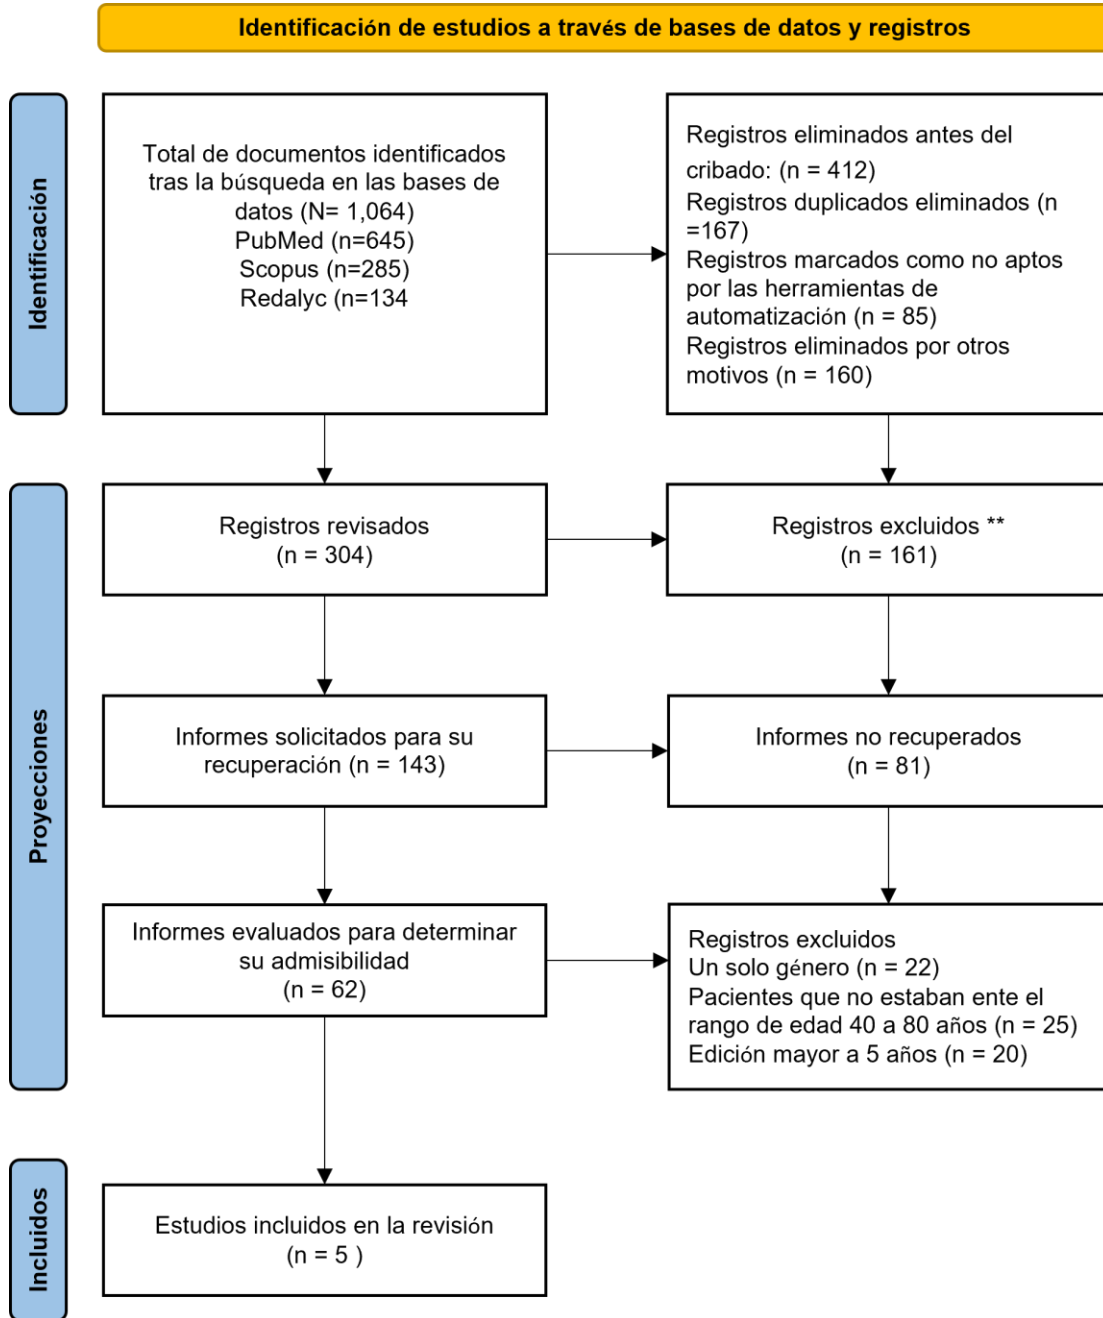 Identificación de estudios a través de bases de datos y registros
Identificación
Total de documentos identificados
tras la búsqueda en las bases de
datos (N= 1,064)
PubMed (n=645)
Scopus (n=285)
Redalyc (n=134
Registros eliminados antes del
cribado: (n = 412)
Registros duplicados eliminados (n
=167)
Registros marcados como no aptos
por las herramientas de
automatización (n = 85)
Registros eliminados por otros
motivos (n = 160)
Proyecciones
Registros revisados
(n = 304)
Registros excluidos **
(n = 161)
Informes solicitados para su
recuperación (n = 143)
Informes no recuperados
(n = 81)
Informes evaluados para determinar
su admisibilidad
(n = 62)
Registros excluidos
Un solo género (n = 22)
Pacientes que no estaban ente el
rango de edad 40 a 80 años (n = 25)
Edición mayor a 5 años (n = 20)
Incluidos
Estudios incluidos en la revisión
(n = 5 )